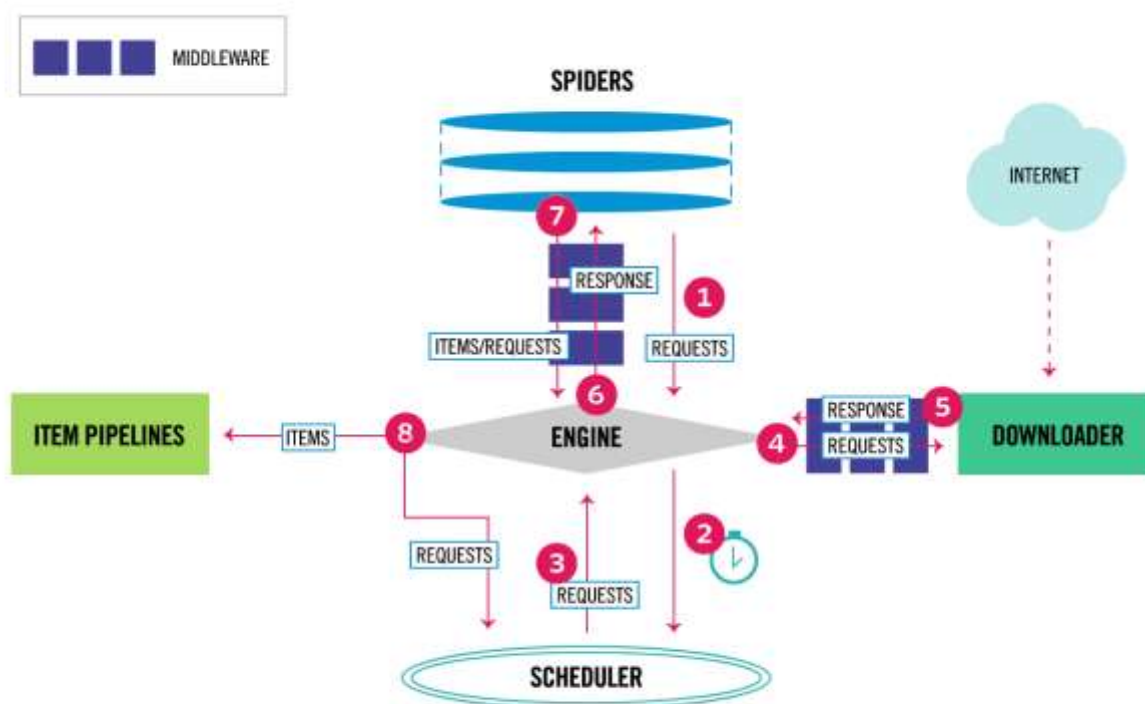 MIDDLEWARE
SPIDERS
INTERNET
7
RESPONSE
1
ITEMS/REQUESTS
REQUESTS
6
5
RESPONSE
ITEM PIPELINES
ITEMS
8
ENGINE
4
REQUESTS
DOWNLOADER
2
3
REQUESTS
REQUESTS
SCHEDULER